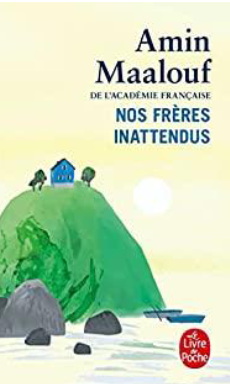 Amin
Maalouf
DE L'ACADÉMIE FRANÇAISE
NOS FRÈRES
INATTENDUS
Le
Livre
de
Poche